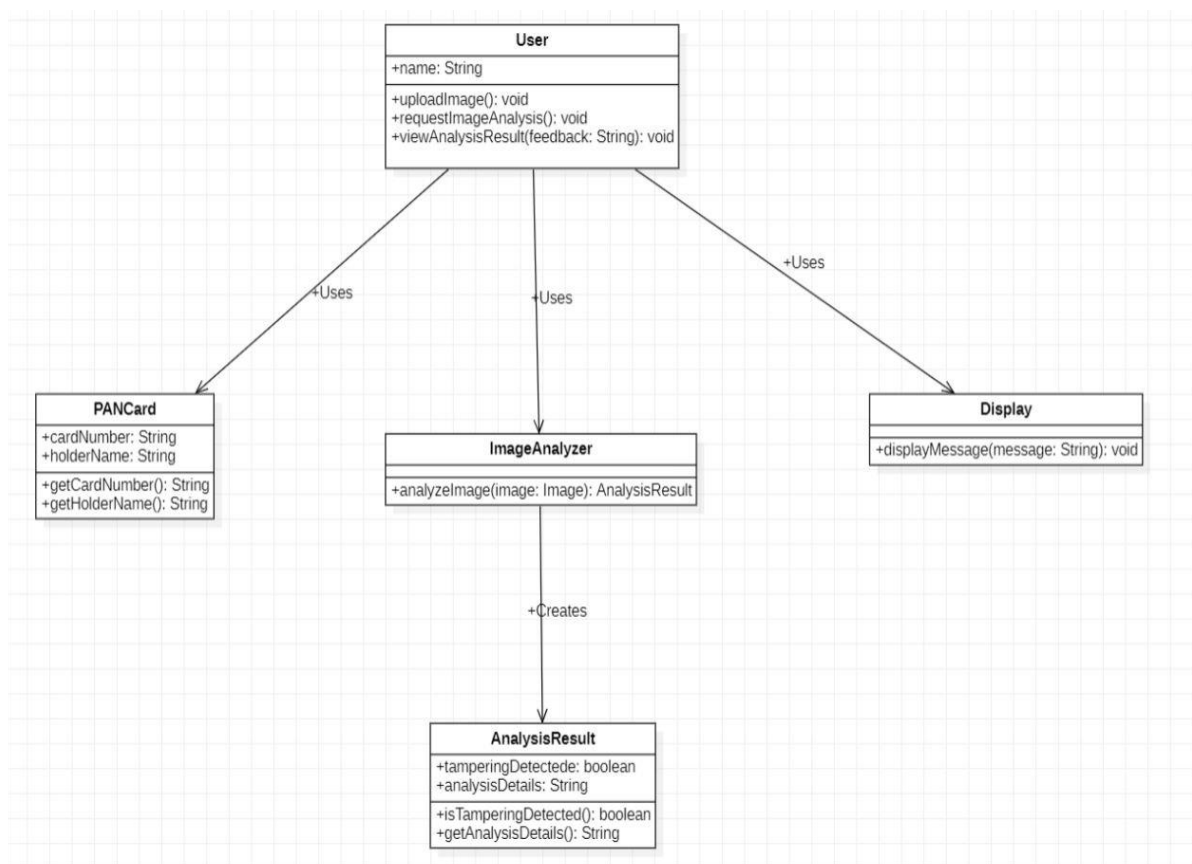 User
+name: String
+uploadImage(): void
+requestImageAnalysis(): void
+viewAnalysisResult(feedback: String): void
+Uses
+Uses
+Uses
PANCard
+cardNumber: String
+holderName: String
+getCardNumber(): String
+getHolderName(): String
ImageAnalyzer
+analyzeImage(image: Image): AnalysisResult
Display
+displayMessage(message: String): void
+Creates
AnalysisResult
+tamperingDetectede: boolean
+analysisDetails: String
+isTamperingDetected(): boolean
+getAnalysisDetails(): String